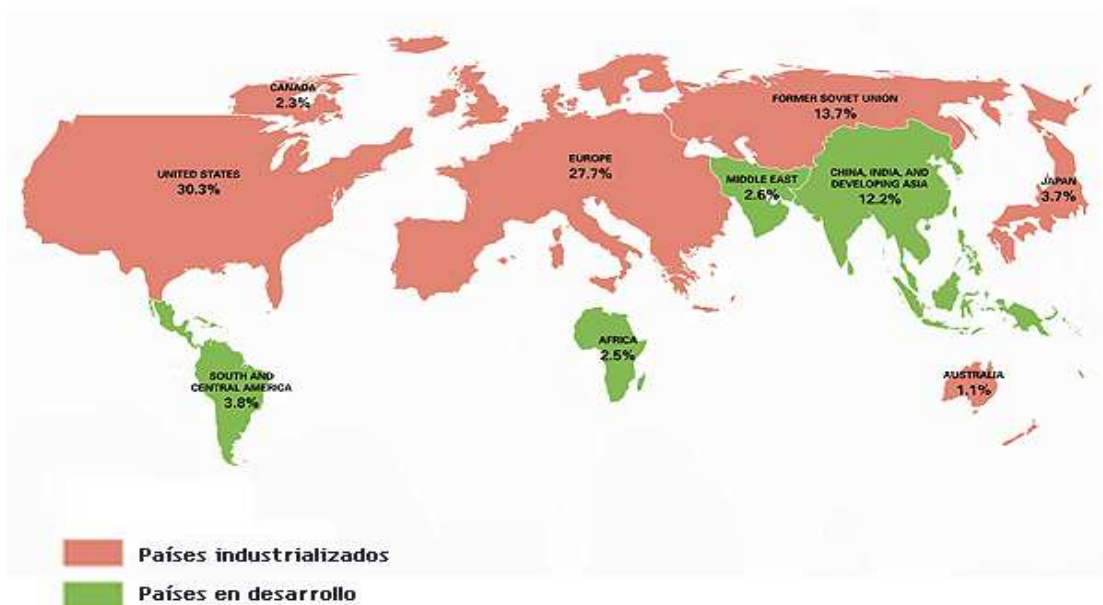 CANADA
2.3%
UNITED STATES
30.3%
EUROPE
27.7%
FORMER SOVIET UNION
13.7%
MIDDLE EAST
2.6%
CHINA, INDIA, AND
DEVELOPING ASIA
12.2%
JAPAN
3.7%
AFRICA
2.5%
SOUTH AND
CENTRAL AMERICA
3.8%
AUSTRALIA
1.1%
Países industrializados
Países en desarrollo